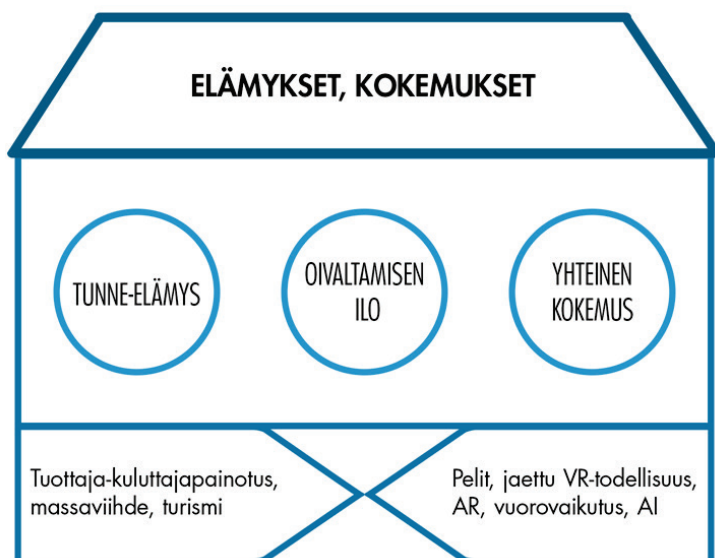 ELÄMYKSET, KOKEMUKSET
TUNNE-ELÄMYS
OIVALTAMISEN
ILO
YHTEINEN
KOKEMUS
Tuottaja-kuluttajapainotus,
massaviihde, turismi
Pelit, jaettu VR-todellisuus,
AR, vuorovaikutus, AI